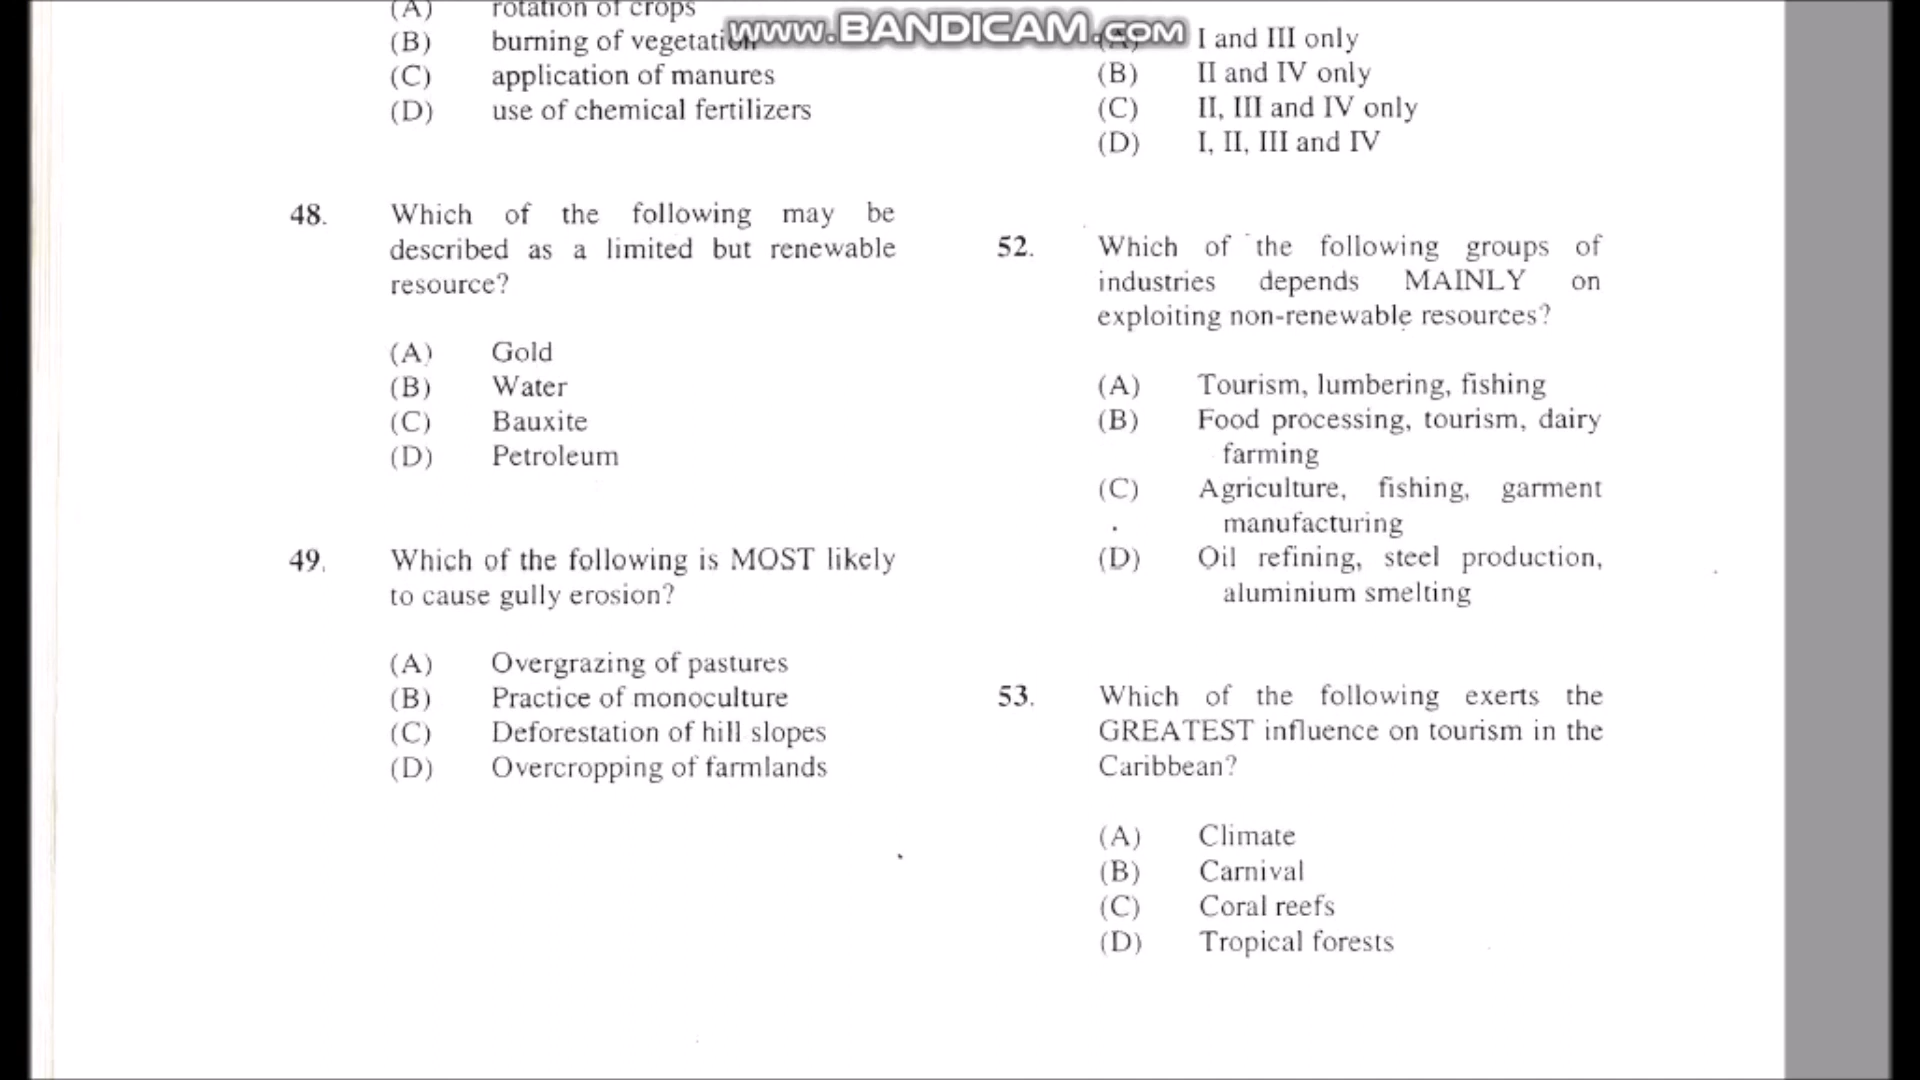 (A) rotation of crops
(B) burning of vegetation
(C) application of manures
(D) use of chemical fertilizers
48. Which of the following may be
described as a limited but renewable
resource?
(A) Gold
(B) Water
(C) Bauxite
(D) Petroleum
49. Which of the following is MOST likely
to cause gully erosion?
(A) Overgrazing of pastures
(B) Practice of monoculture
(C) Deforestation of hill slopes
(D) Overcropping of farmlands
www.BANDICAM.COM
(A) I and III only
(B) II and IV only
(C) II, III and IV only
(D) I, II, III and IV
52. Which of the following groups of
industries depends MAINLY on
exploiting non-renewable resources?
(A) Tourism, lumbering, fishing
(B) Food processing, tourism, dairy
farming
(C) Agriculture, fishing, garment
manufacturing
(D) Oil refining, steel production,
aluminium smelting
53. Which of the following exerts the
GREATEST influence on tourism in the
Caribbean?
(A) Climate
(B) Carnival
(C) Coral reefs
(D) Tropical forests